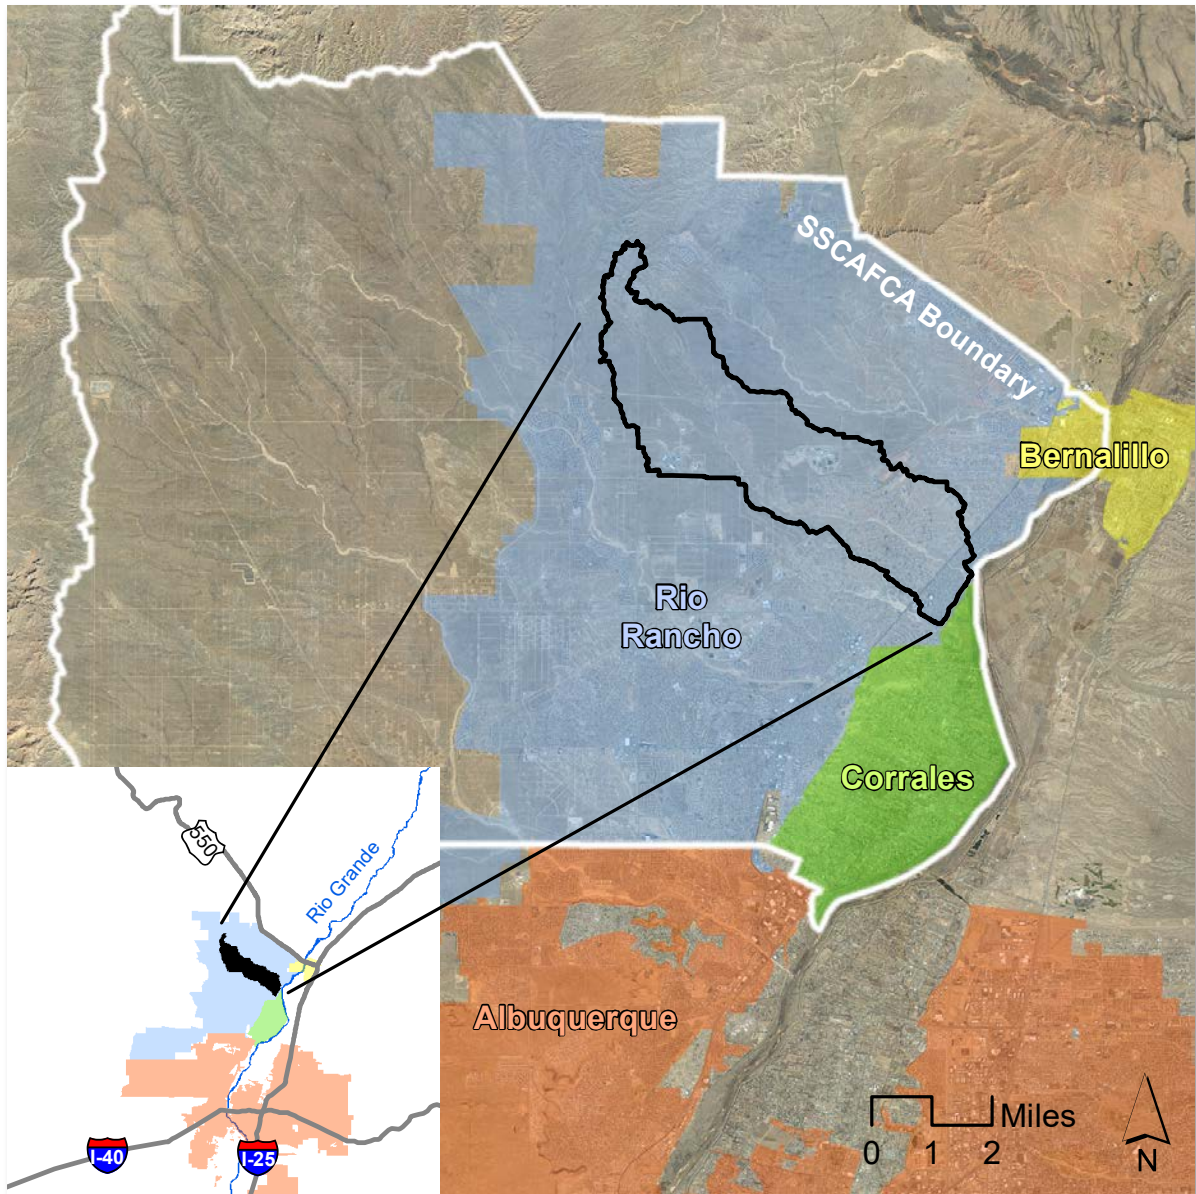 SSCAFCA Boundary
Bernalillo
Rio
Rancho
Corrales
550
Rio Grande
Albuquerque
I-40
I-25
Miles
0 1 2
N